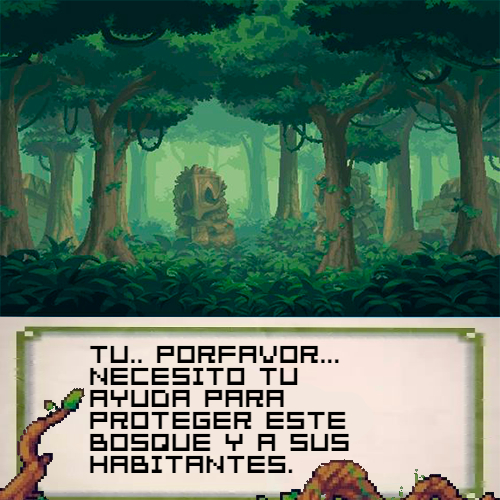 TU.. PORFAVOR...
NECESITO TU
AYUDA PARA
PROTEGER ESTE
BOSQUE Y A SUS
HABITANTES.